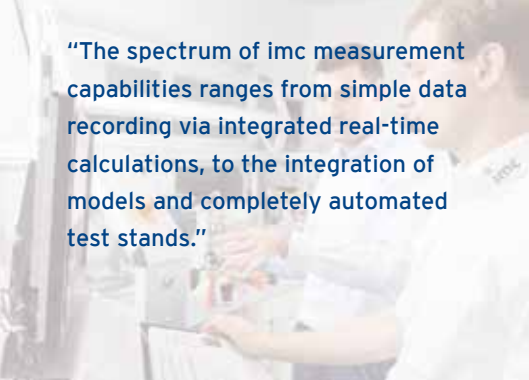 “The spectrum of imc measurement
capabilities ranges from simple data
recording via integrated real-time
calculations, to the integration of
models and completely automated
test stands.”